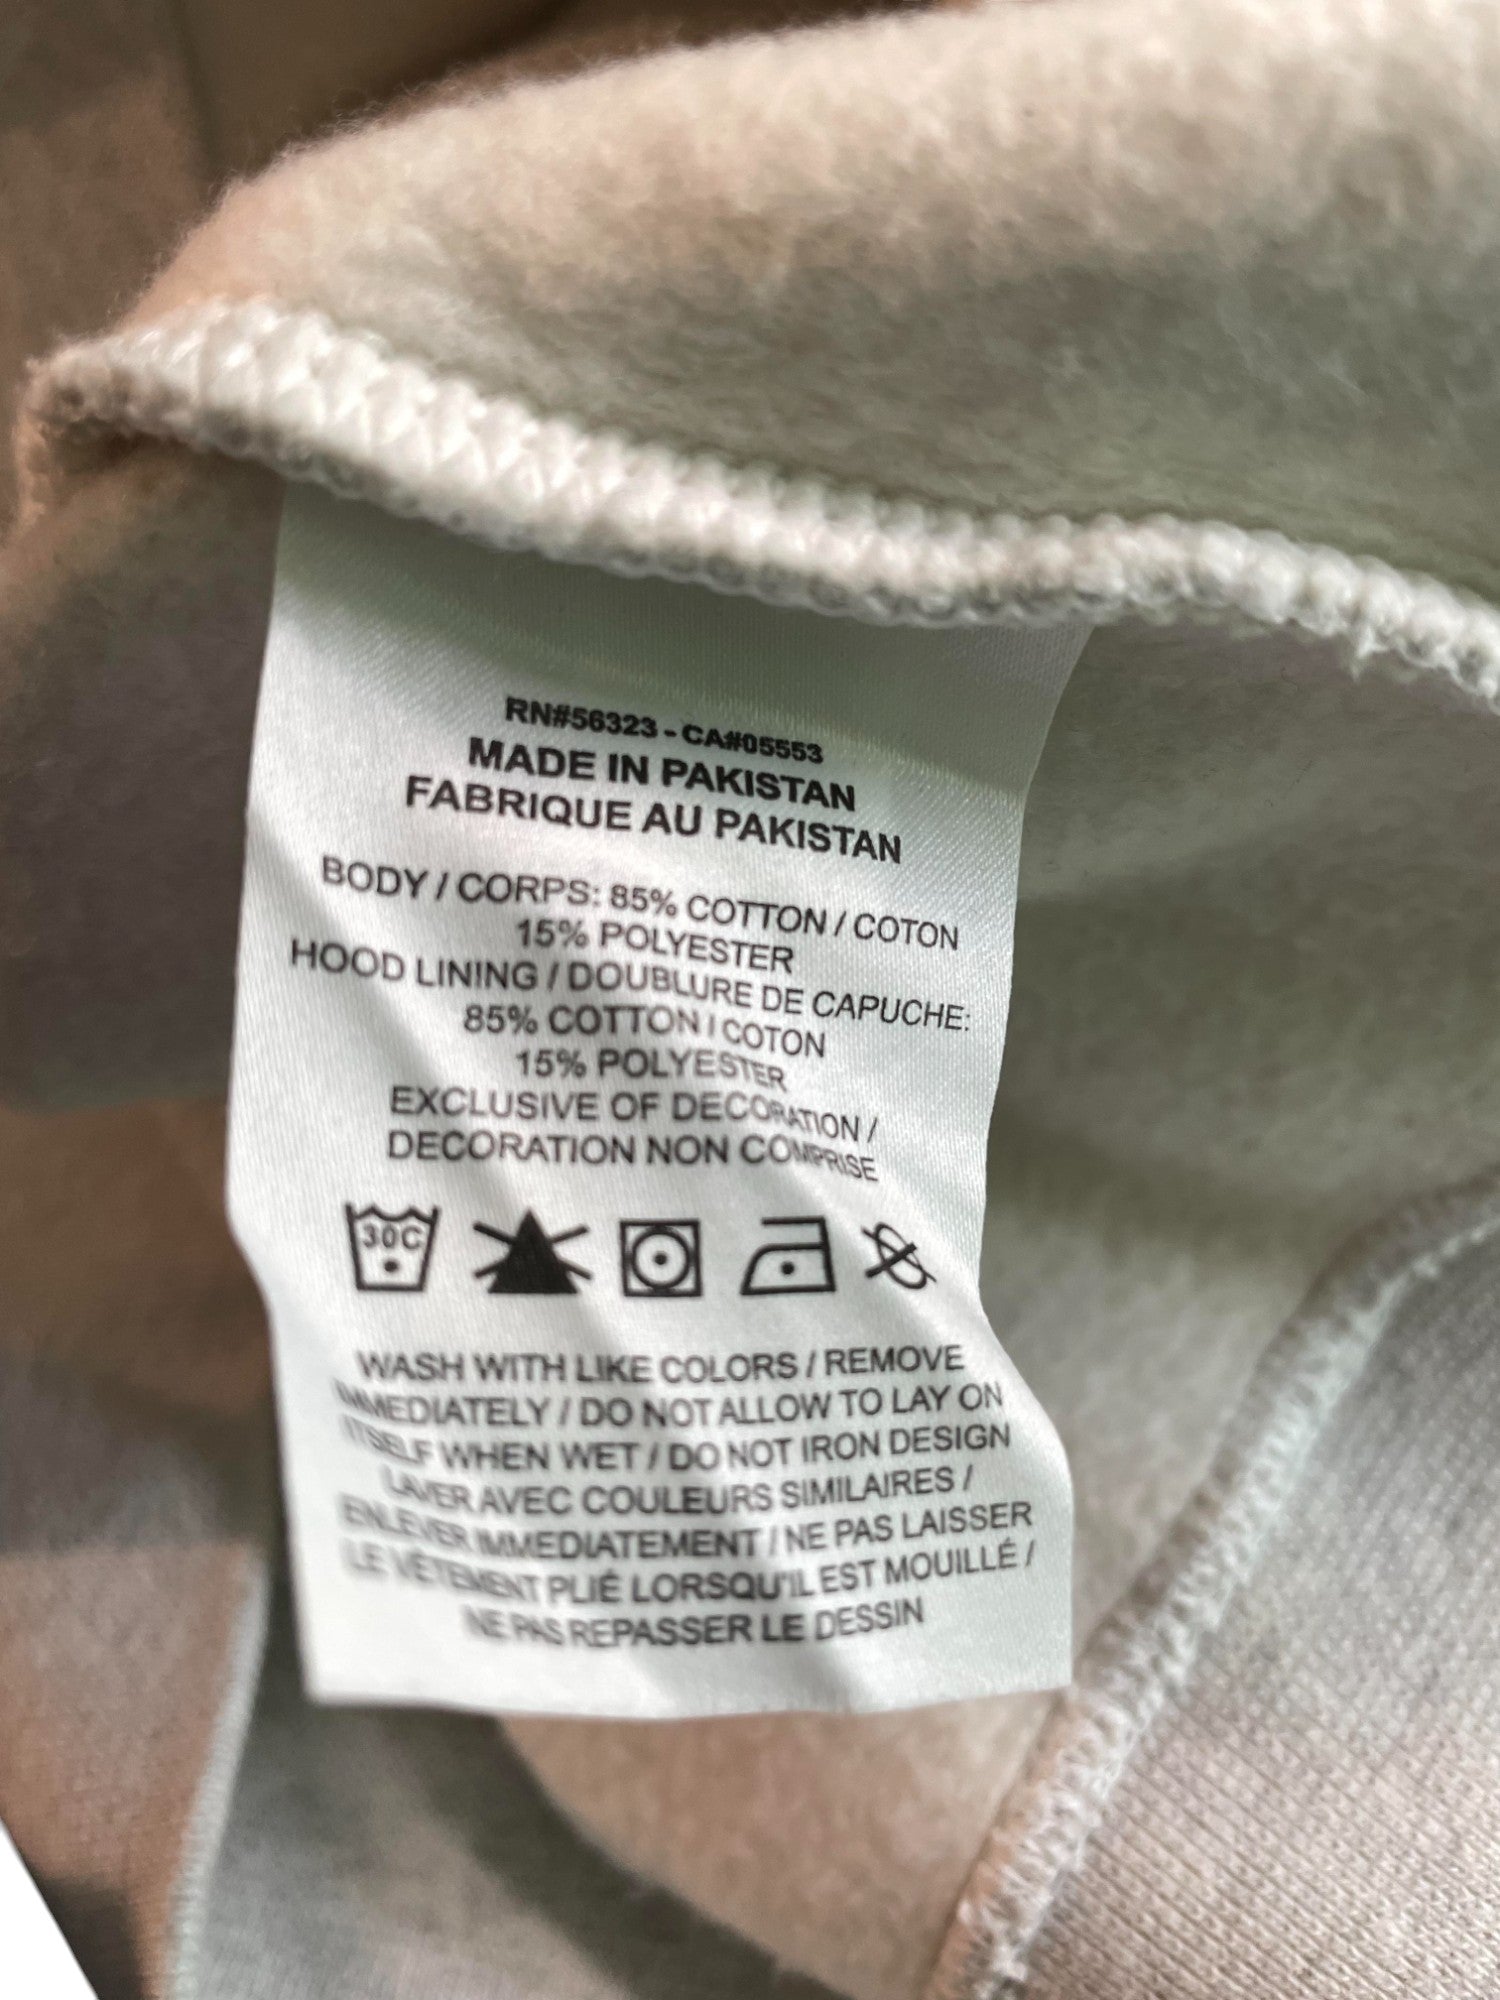 RN#56323 - CA#05553
MADE IN PAKISTAN
FABRIQUE AU PAKISTAN
BODY / CORPS: 85% COTTON / COTON
15% POLYESTER
HOOD LINING / DOUBLURE DE CAPUCHE:
85% COTTON / COTON
15% POLYESTER
EXCLUSIVE OF DECORATION /
DECORATION NON COMPRISE
30C
WASH WITH LIKE COLORS / REMOVE
IMMEDIATELY / DO NOT ALLOW TO LAY ON
ITSELF WHEN WET / DO NOT IRON DESIGN
LAVER AVEC COULEURS SIMILAIRES /
ENLEVER IMMEDIATEMENT / NE PAS LAISSER
LE VÊTEMENT PLIÉ LORSQU'IL EST MOUILLÉ /
NE PAS REPASSER LE DESSIN